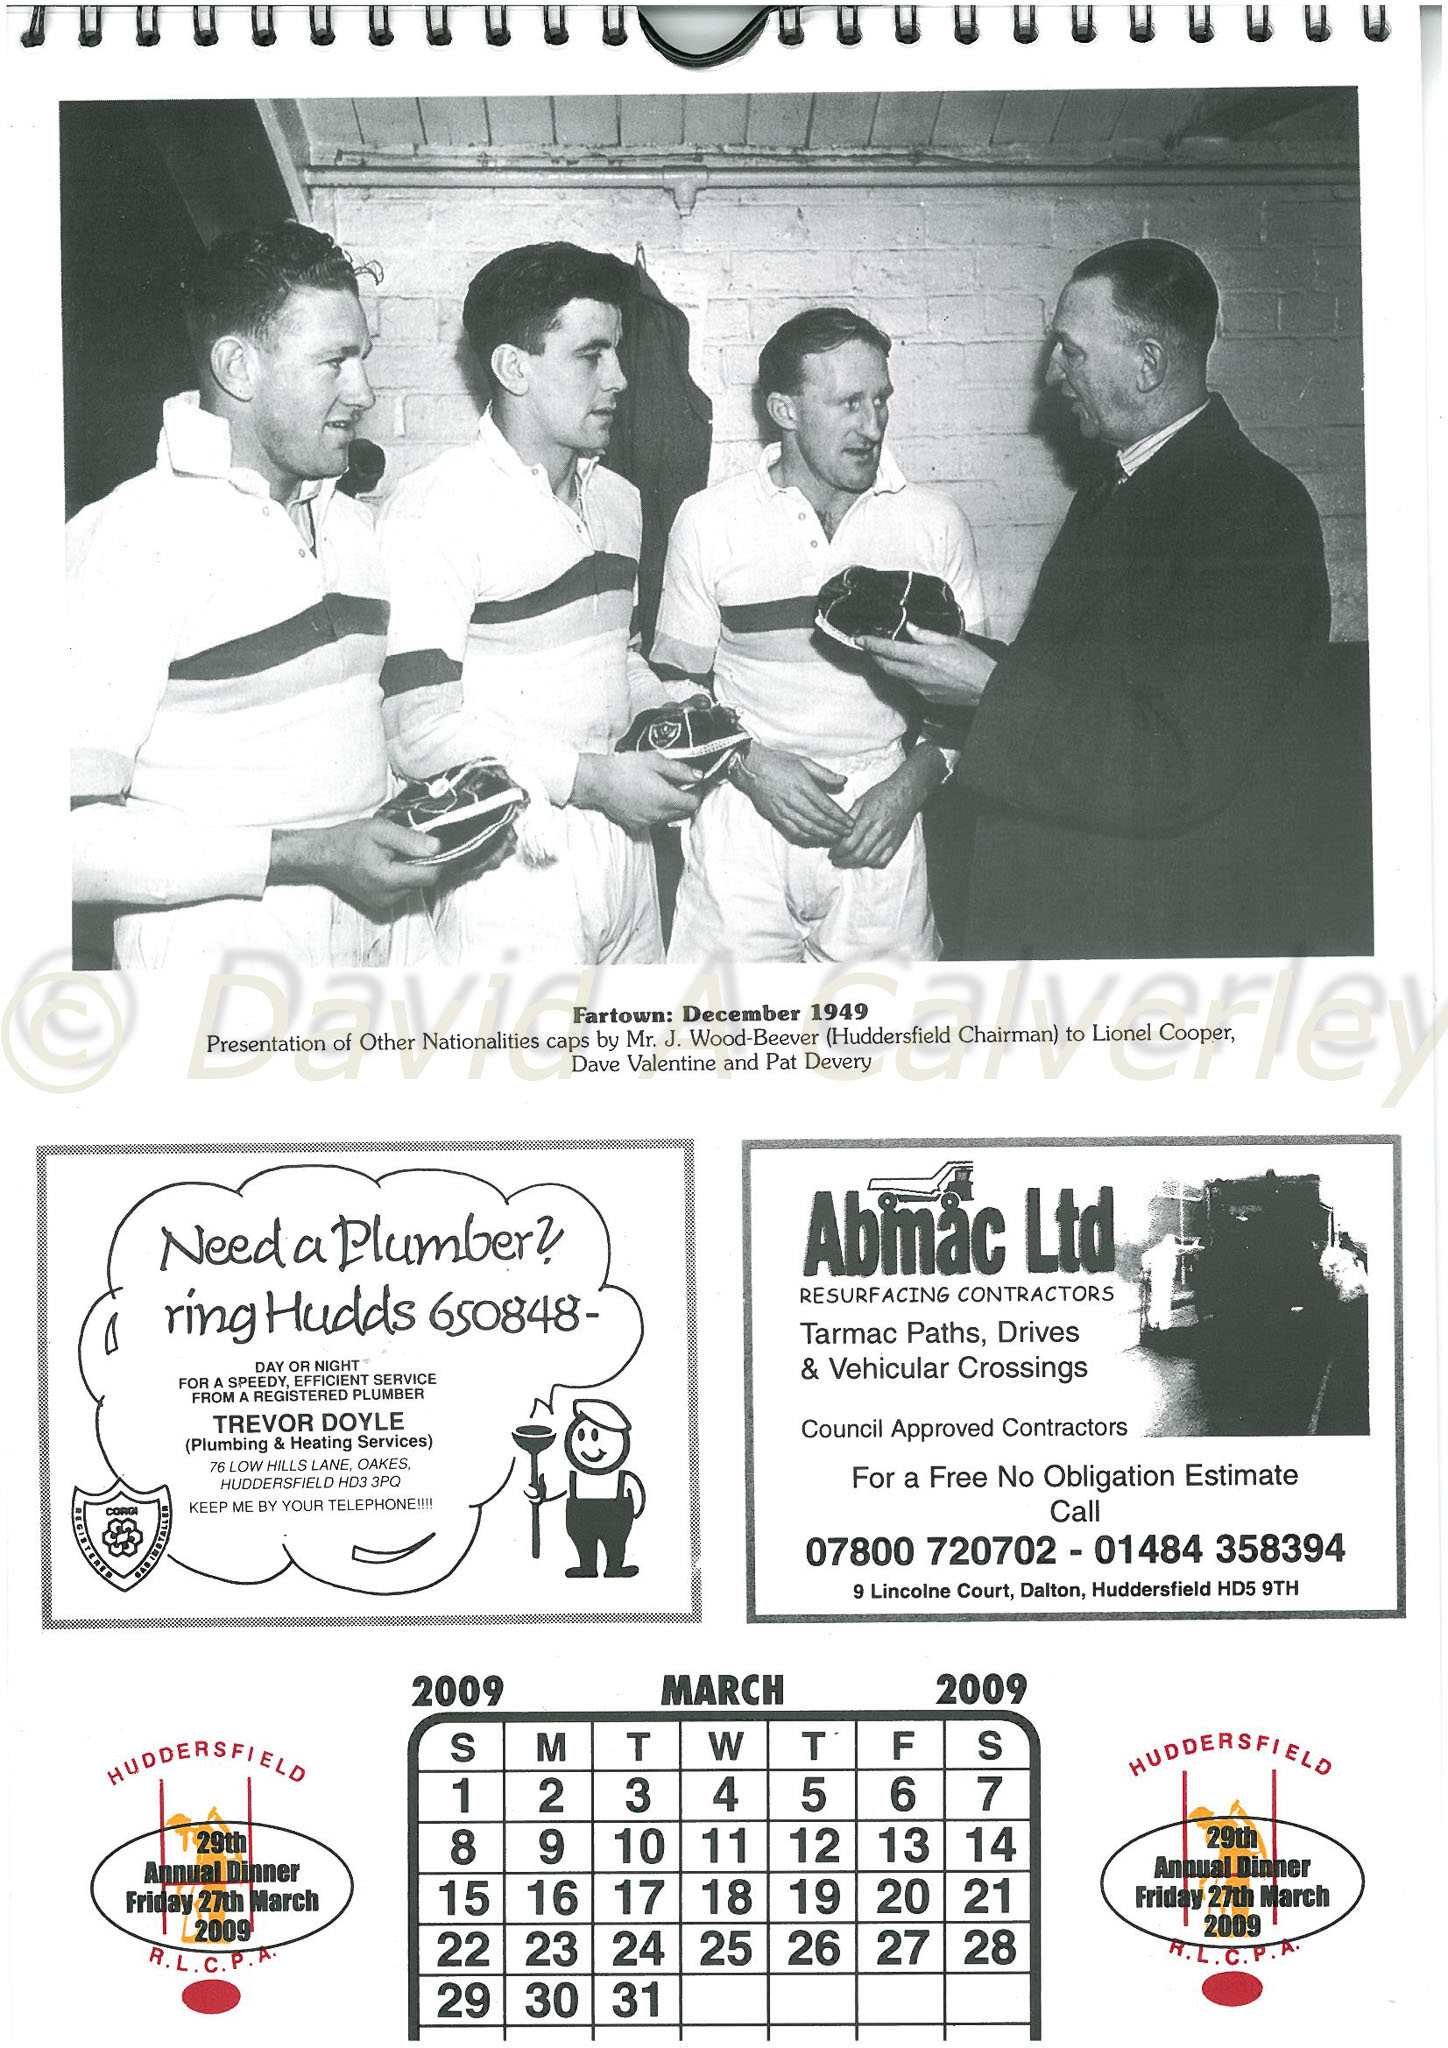 Fartown: December 1949
Presentation of Other Nationalities caps by Mr. J. Wood-Beever (Huddersfield Chairman) to Lionel Cooper,
Dave Valentine and Pat Devery
© David A Calverley
Need a Plumber?
ring Hudds 650848-
DAY OR NIGHT
FOR A SPEEDY, EFFICIENT SERVICE
FROM A REGISTERED PLUMBER
TREVOR DOYLE
(Plumbing & Heating Services)
76 LOW HILLS LANE, OAKES,
HUDDERSFIELD HD3 3PQ
KEEP ME BY YOUR TELEPHONE!!!!
CORGI
REGISTERED GAS INSTALLER
Abmac Ltd
RESURFACING CONTRACTORS
Tarmac Paths, Drives
& Vehicular Crossings
Council Approved Contractors
For a Free No Obligation Estimate
Call
07800 720702 - 01484 358394
9 Lincolne Court, Dalton, Huddersfield HD5 9TH
2009 MARCH 2009
S M T W T F S
1 2 3 4 5 6 7
8 9 10 11 12 13 14
15 16 17 18 19 20 21
22 23 24 25 26 27 28
29 30 31
HUDDERSFIELD
29th
Annual Dinner
Friday 27th March
2009
R.L.C.P.A.
HUDDERSFIELD
29th
Annual Dinner
Friday 27th March
2009
R.L.C.P.A.